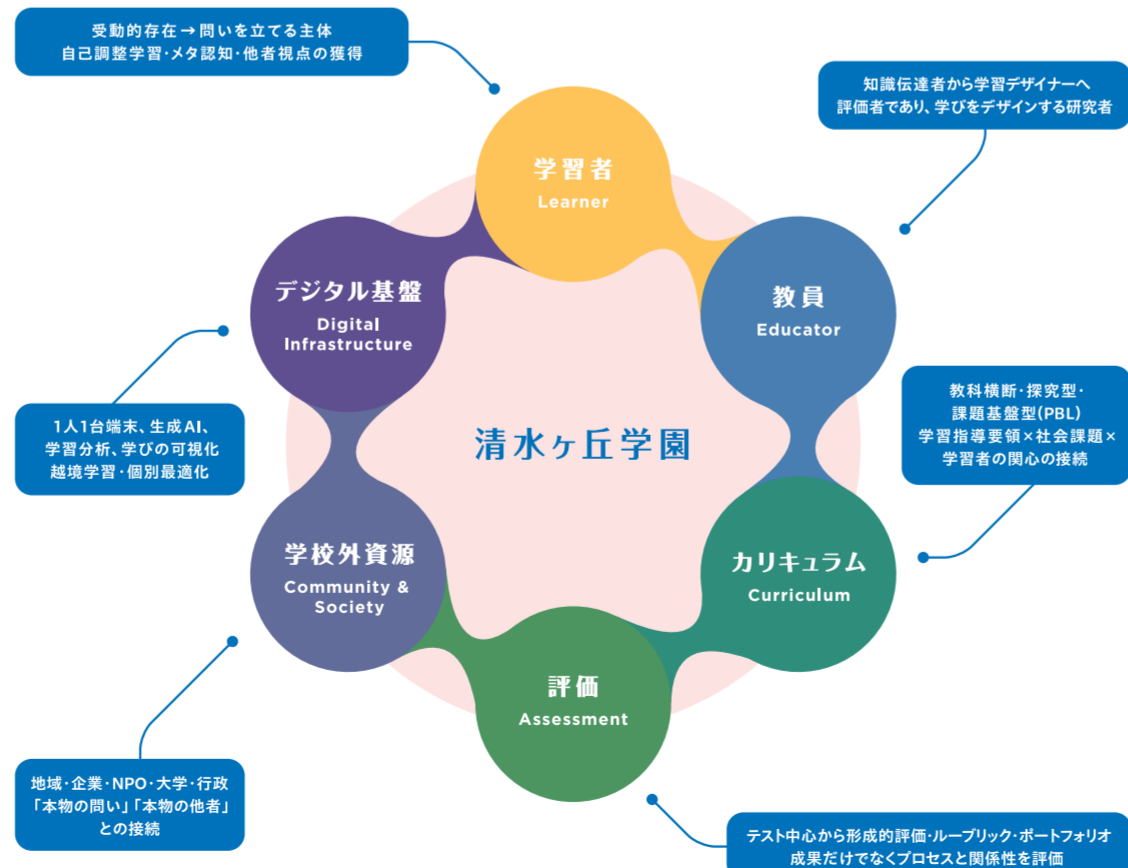 受動的存在→問いを立てる主体
自己調整学習・メタ認知・他者視点の獲得
知識伝達者から学習デザイナーへ
評価者であり、学びをデザインする研究者
学習者
Learner
デジタル基盤
Digital
Infrastructure
教員
Educator
1人1台端末、生成AI、
学習分析、学びの可視化
越境学習・個別最適化
清水ヶ丘学園
教科横断・探究型・
課題基盤型(PBL)
学習指導要領×社会課題×
学習者の関心の接続
学校外資源
Community &
Society
カリキュラム
Curriculum
評価
Assessment
地域・企業・NPO・大学・行政
「本物の問い」「本物の他者」
との接続
テスト中心から形成的評価・ルーブリック・ポートフォリオ
成果だけでなくプロセスと関係性を評価